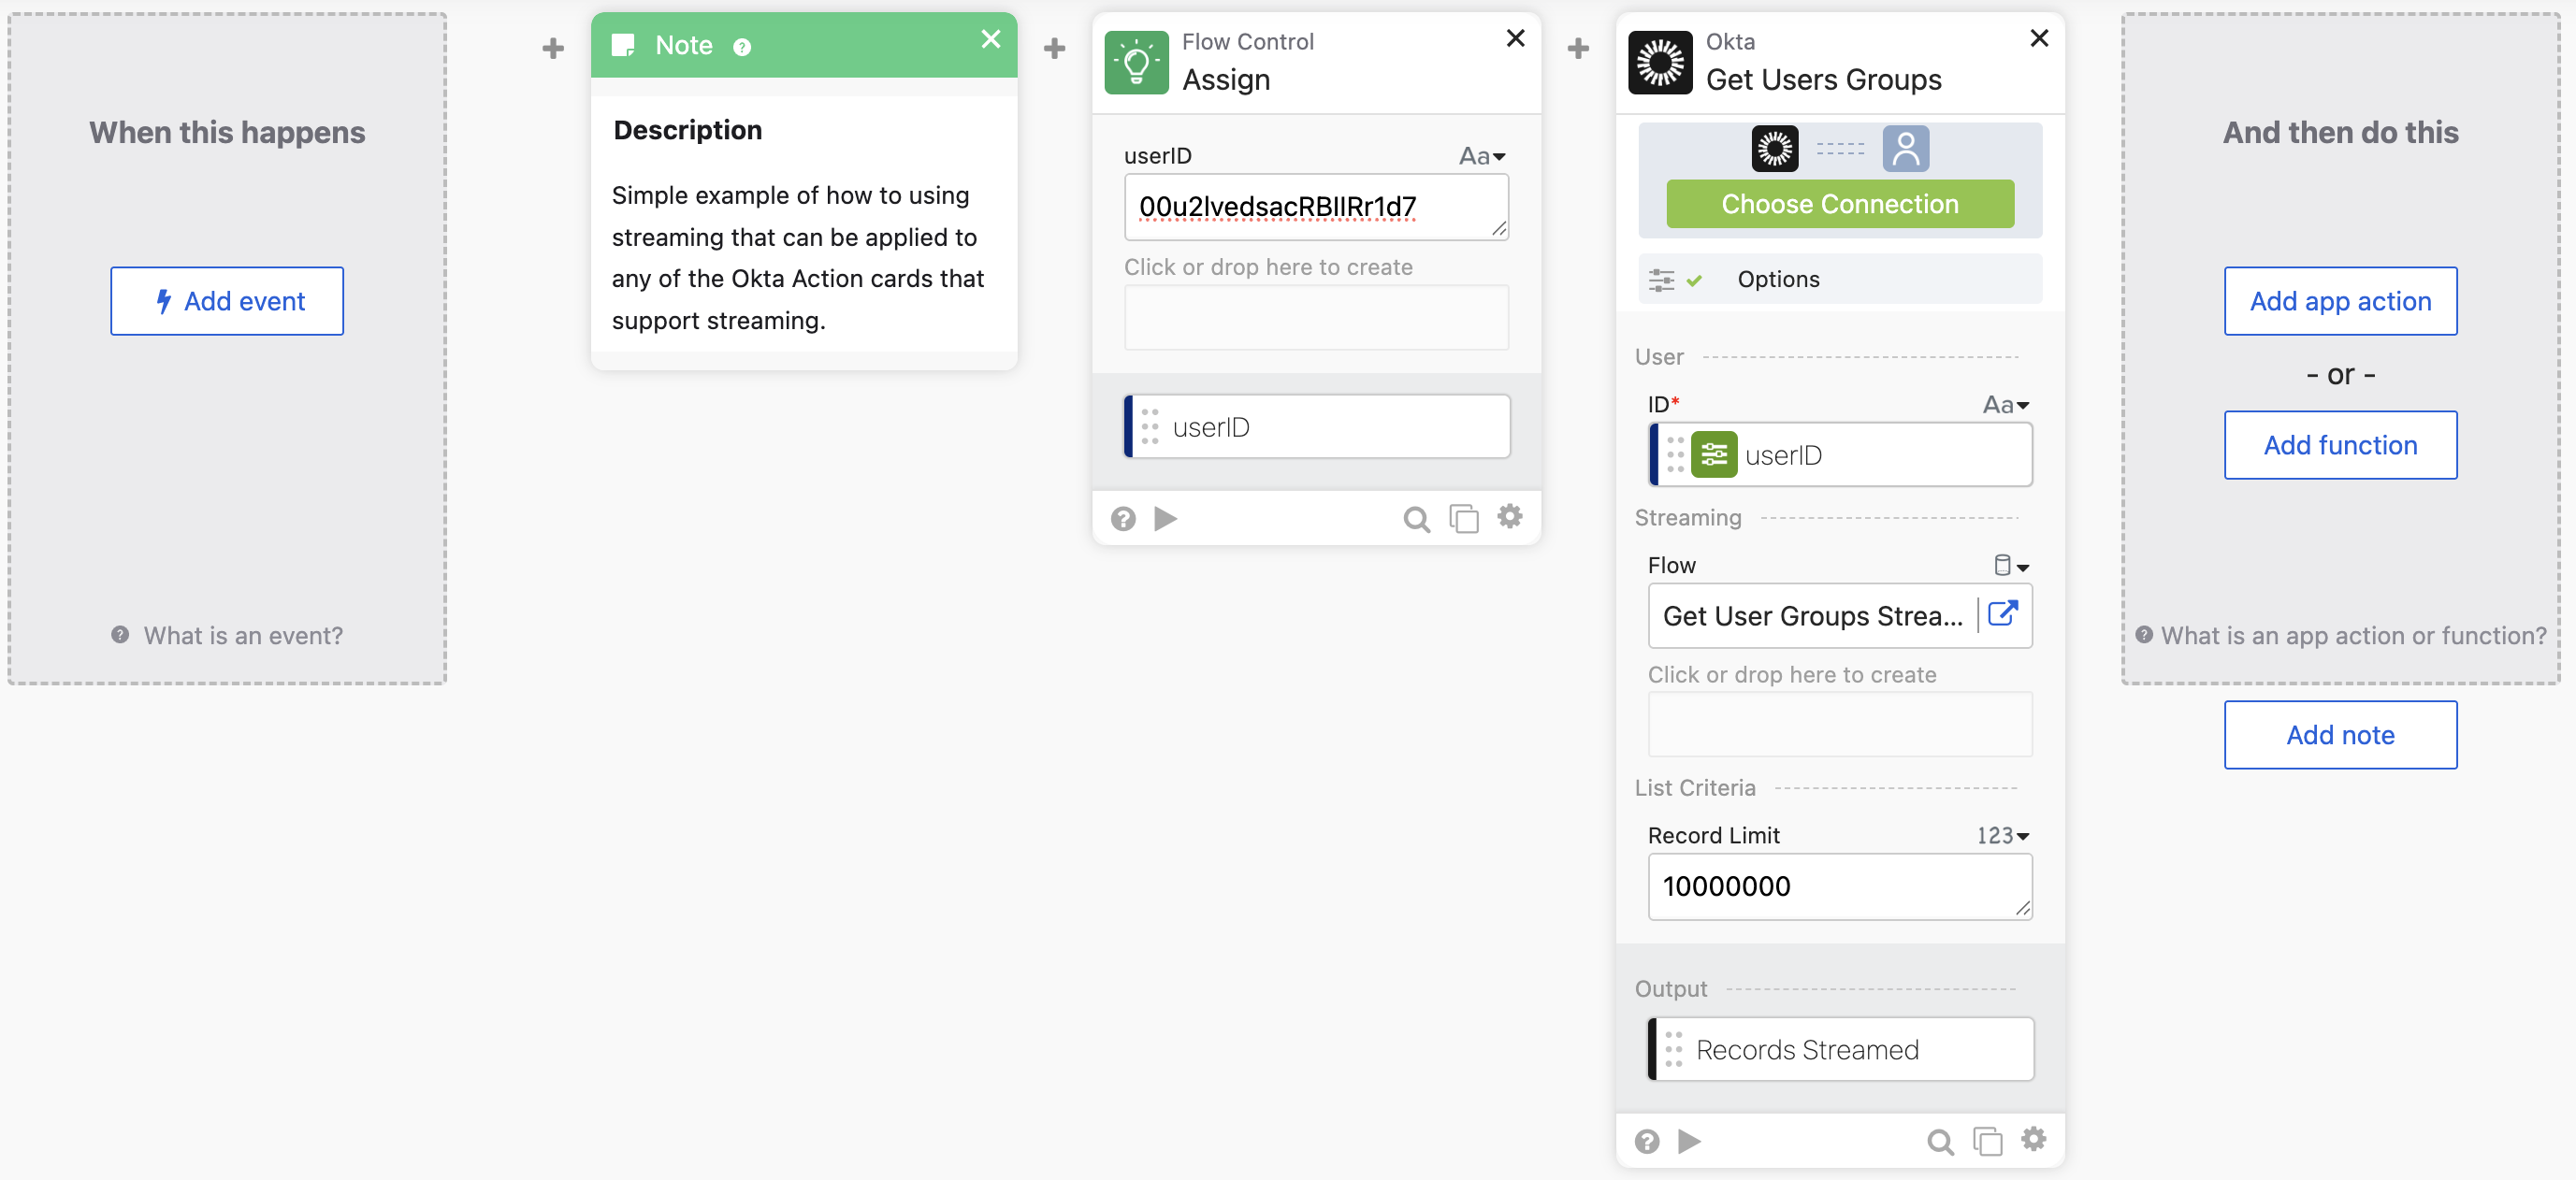 When this happens
Add event
What is an event?
Note
Description
Simple example of how to using
streaming that can be applied to
any of the Okta Action cards that
support streaming.
Flow Control
Assign
userID
Aa
00u2lvedsacRBIlRr1d7
Click or drop here to create
userID
Okta
Get Users Groups
Choose Connection
Options
User
ID*
Aa
userID
Streaming
Flow
Get User Groups Strea...
Click or drop here to create
List Criteria
Record Limit
123
10000000
Output
Records Streamed
And then do this
Add app action
- or -
Add function
What is an app action or function?
Add note